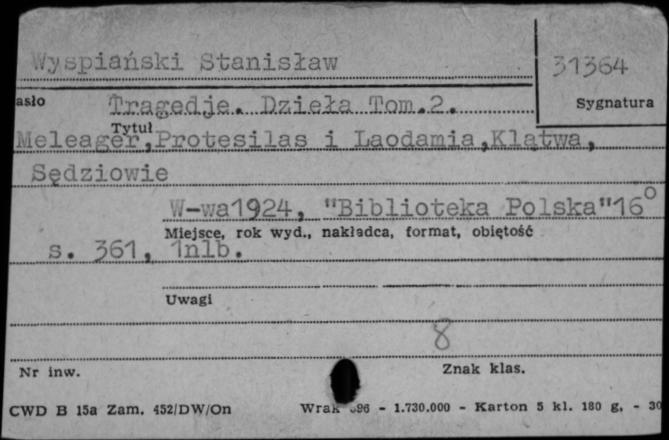 Wyspiański Stanisław
31364
asło
Tragedje. Dzieła Tom.2.
Sygnatura
Tytuł
Meleager, Protesilas i Laodamia, Klątwa,
Sędziowie
W-wa1924, "Biblioteka Polska"16°
Miejsce, rok wyd., nakładca, format, objętość
s. 361, 1nlb.
Uwagi
8
Nr inw.
Znak klas.
CWD B 15a Zam. 452/DW/On
- 1.730.000 - Karton 5 kl. 180 g. - 30